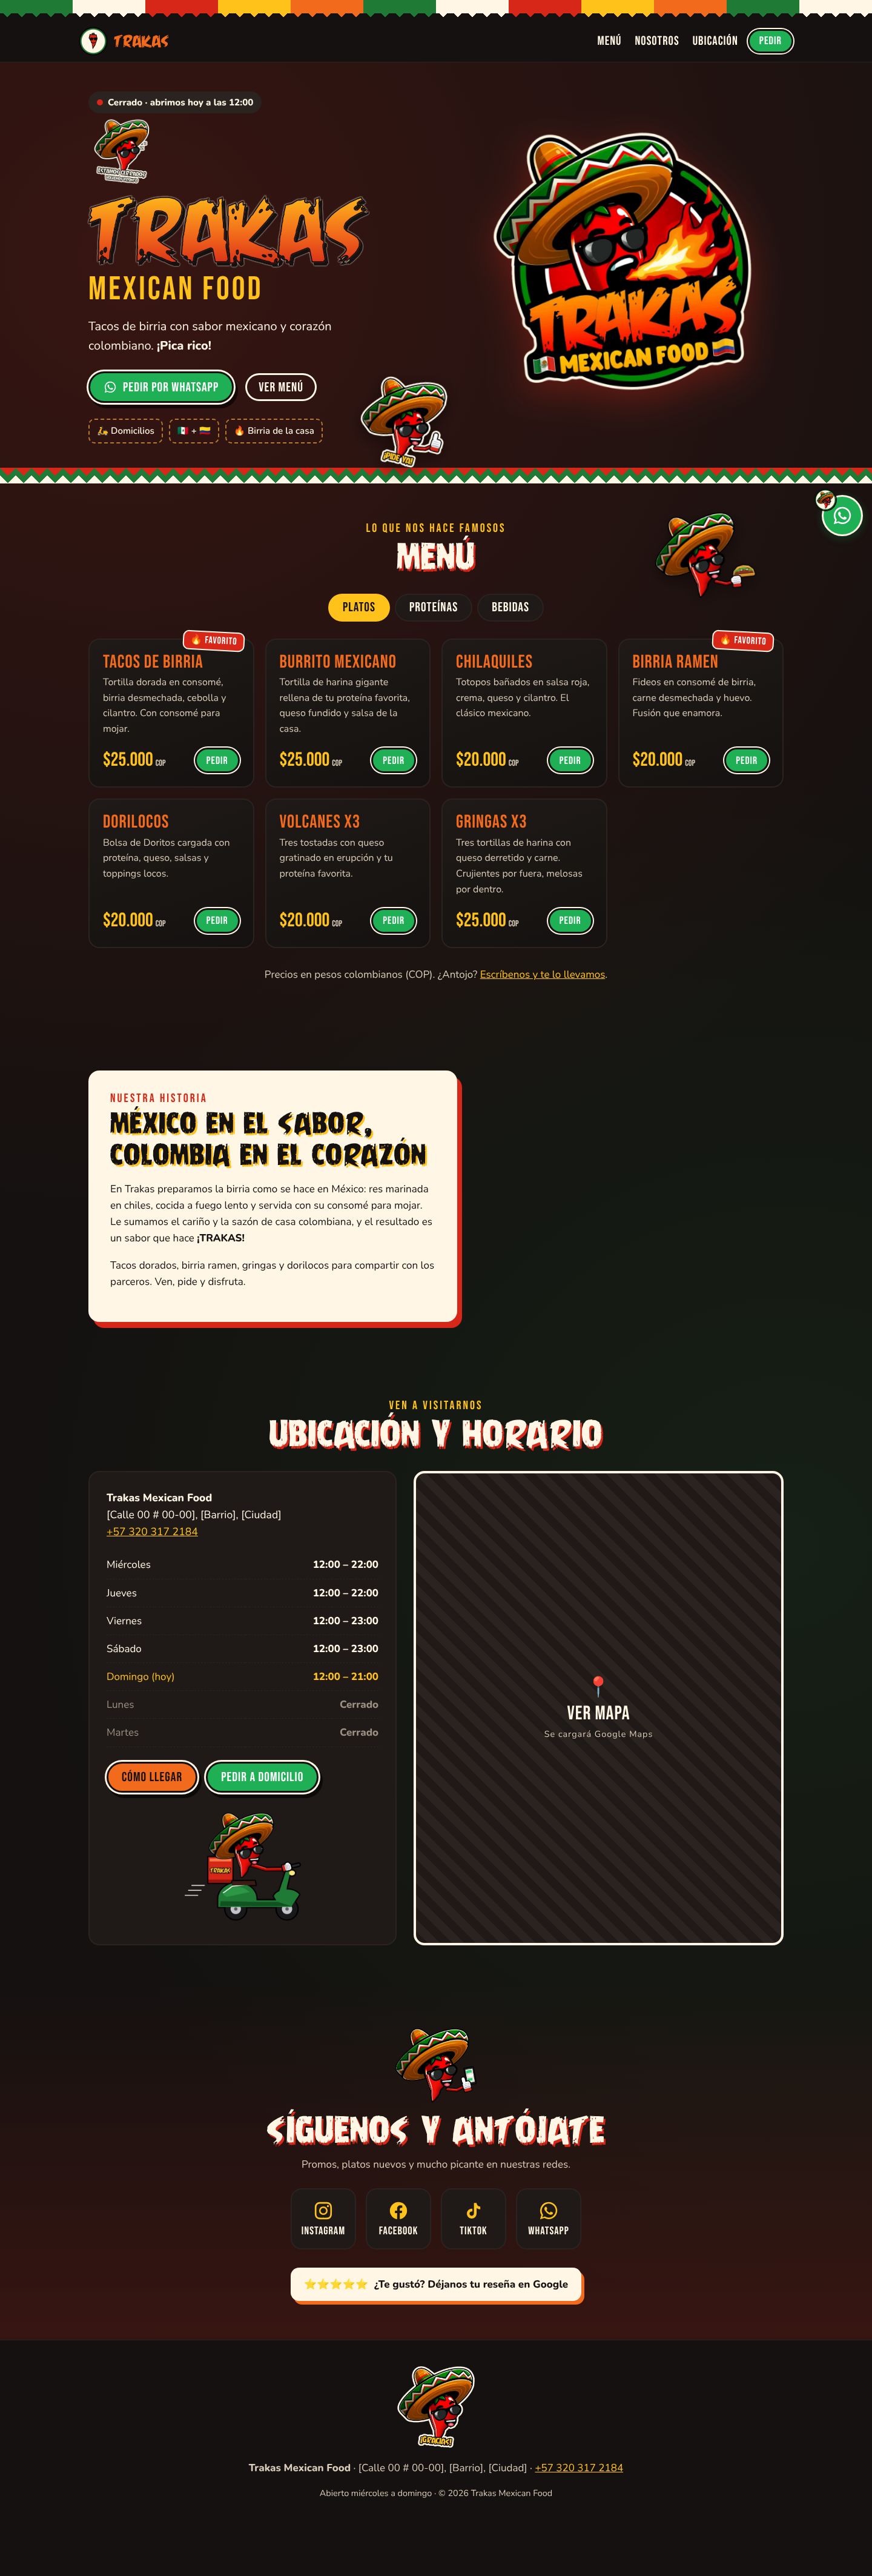 TRAKAS
MENÚ NOSOTROS UBICACIÓN PEDIR
Cerrado · abrimos hoy a las 12:00
ESTAMOS CERRADOS
TRAKAS
MEXICAN FOOD
Tacos de birria con sabor mexicano y corazón
colombiano. ¡Pica rico!
PEDIR POR WHATSAPP
VER MENÚ
🛵 Domicilios
🇲🇽 + 🇨🇴
🔥 Birria de la casa
TRAKAS
MEXICAN FOOD
¡PIDE YA!
LO QUE NOS HACE FAMOSOS
MENÚ
PLATOS PROTEÍNAS BEBIDAS
🔥 FAVORITO
TACOS DE BIRRIA
Tortilla dorada en consomé,
birria desmechada, cebolla y
cilantro. Con consomé para
mojar.
$25.000 COP
PEDIR
BURRITO MEXICANO
Tortilla de harina gigante
rellena de tu proteína favorita,
queso fundido y salsa de la
casa.
$25.000 COP
PEDIR
CHILAQUILES
Totopos bañados en salsa roja,
crema, queso y cilantro. El
clásico mexicano.
$20.000 COP
PEDIR
🔥 FAVORITO
BIRRIA RAMEN
Fideos en consomé de birria,
carne desmechada y huevo.
Fusión que enamora.
$20.000 COP
PEDIR
DORILOCOS
Bolsa de Doritos cargada con
proteína, queso, salsas y
toppings locos.
$20.000 COP
PEDIR
VOLCANES X3
Tres tostadas con queso
gratinado en erupción y tu
proteína favorita.
$20.000 COP
PEDIR
GRINGAS X3
Tres tortillas de harina con
queso derretido y carne.
Crujientes por fuera, melosas
por dentro.
$25.000 COP
PEDIR
Precios en pesos colombianos (COP). ¿Antojo? Escríbenos y te lo llevamos.
NUESTRA HISTORIA
MÉXICO EN EL SABOR,
COLOMBIA EN EL CORAZÓN
En Trakas preparamos la birria como se hace en México: res marinada
en chiles, cocida a fuego lento y servida con su consomé para mojar.
Le sumamos el cariño y la sazón de casa colombiana, y el resultado es
un sabor que hace ¡TRAKAS!
Tacos dorados, birria ramen, gringas y dorilocos para compartir con los
parceros. Ven, pide y disfruta.
VEN A VISITARNOS
UBICACIÓN Y HORARIO
Trakas Mexican Food
[Calle 00 # 00-00], [Barrio], [Ciudad]
+57 320 317 2184
Miércoles 12:00 – 22:00
Jueves 12:00 – 22:00
Viernes 12:00 – 23:00
Sábado 12:00 – 23:00
Domingo (hoy) 12:00 – 21:00
Lunes Cerrado
Martes Cerrado
CÓMO LLEGAR
PEDIR A DOMICILIO
TRAKAS
VER MAPA
Se cargará Google Maps
SÍGUENOS Y ANTÓJATE
Promos, platos nuevos y mucho picante en nuestras redes.
INSTAGRAM FACEBOOK TIKTOK WHATSAPP
⭐⭐⭐⭐⭐ ¿Te gustó? Déjanos tu reseña en Google
¡GRACIAS!
Trakas Mexican Food · [Calle 00 # 00-00], [Barrio], [Ciudad] · +57 320 317 2184
Abierto miércoles a domingo · © 2026 Trakas Mexican Food